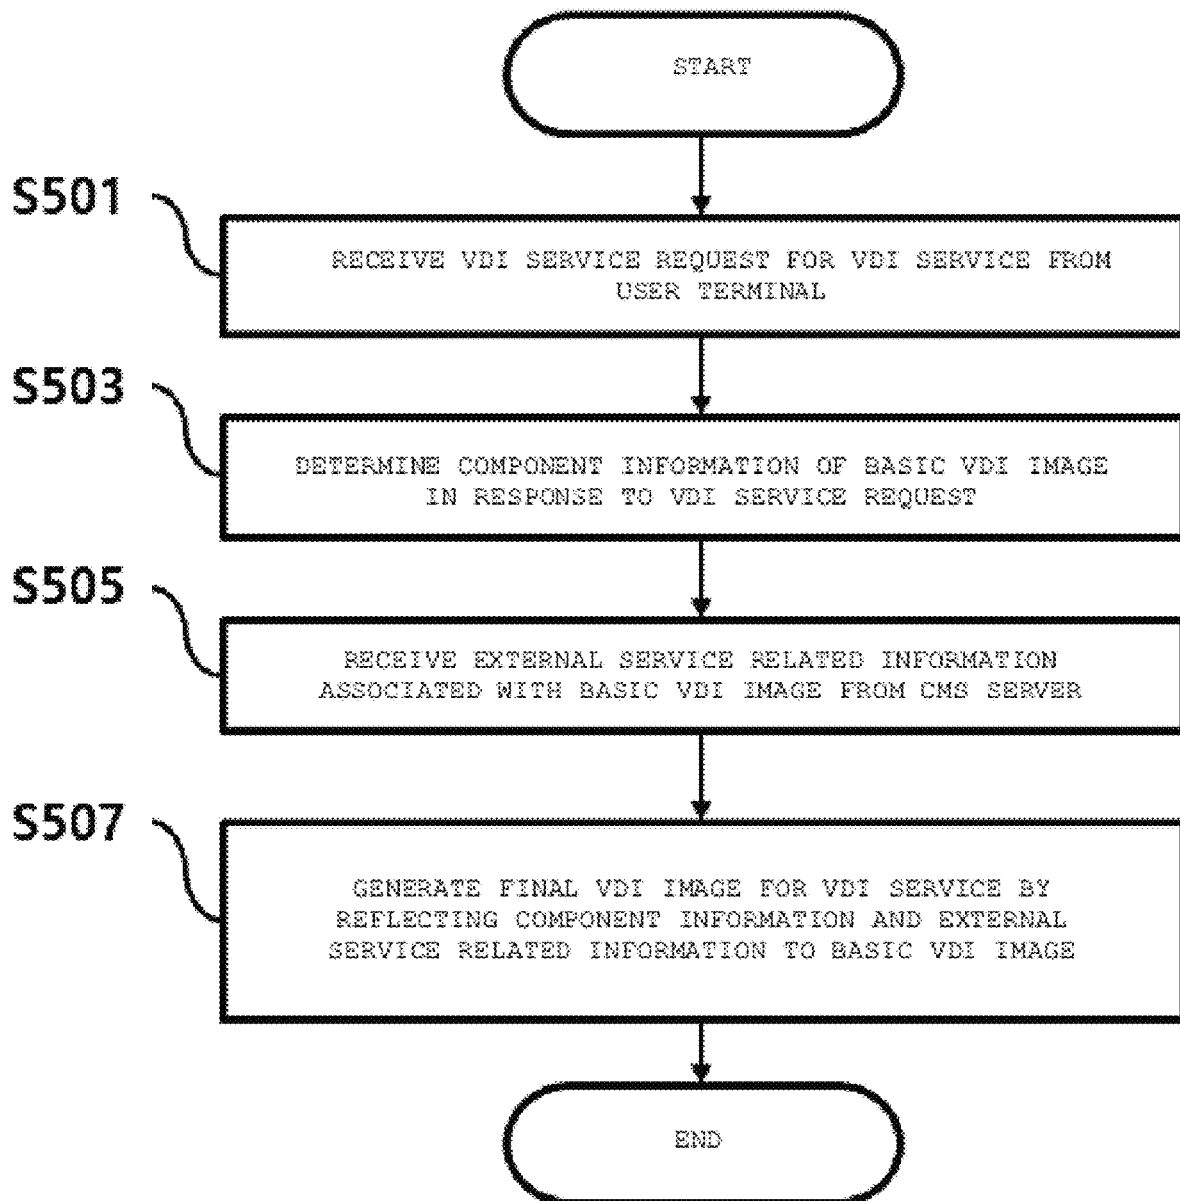 START
S501
RECEIVE VDI SERVICE REQUEST FOR VDI SERVICE FROM
USER TERMINAL
S503
DETERMINE COMPONENT INFORMATION OF BASIC VDI IMAGE
IN RESPONSE TO VDI SERVICE REQUEST
S505
RECEIVE EXTERNAL SERVICE RELATED INFORMATION
ASSOCIATED WITH BASIC VDI IMAGE FROM CMS SERVER
S507
GENERATE FINAL VDI IMAGE FOR VDI SERVICE BY
REFLECTING COMPONENT INFORMATION AND EXTERNAL
SERVICE RELATED INFORMATION TO BASIC VDI IMAGE
END